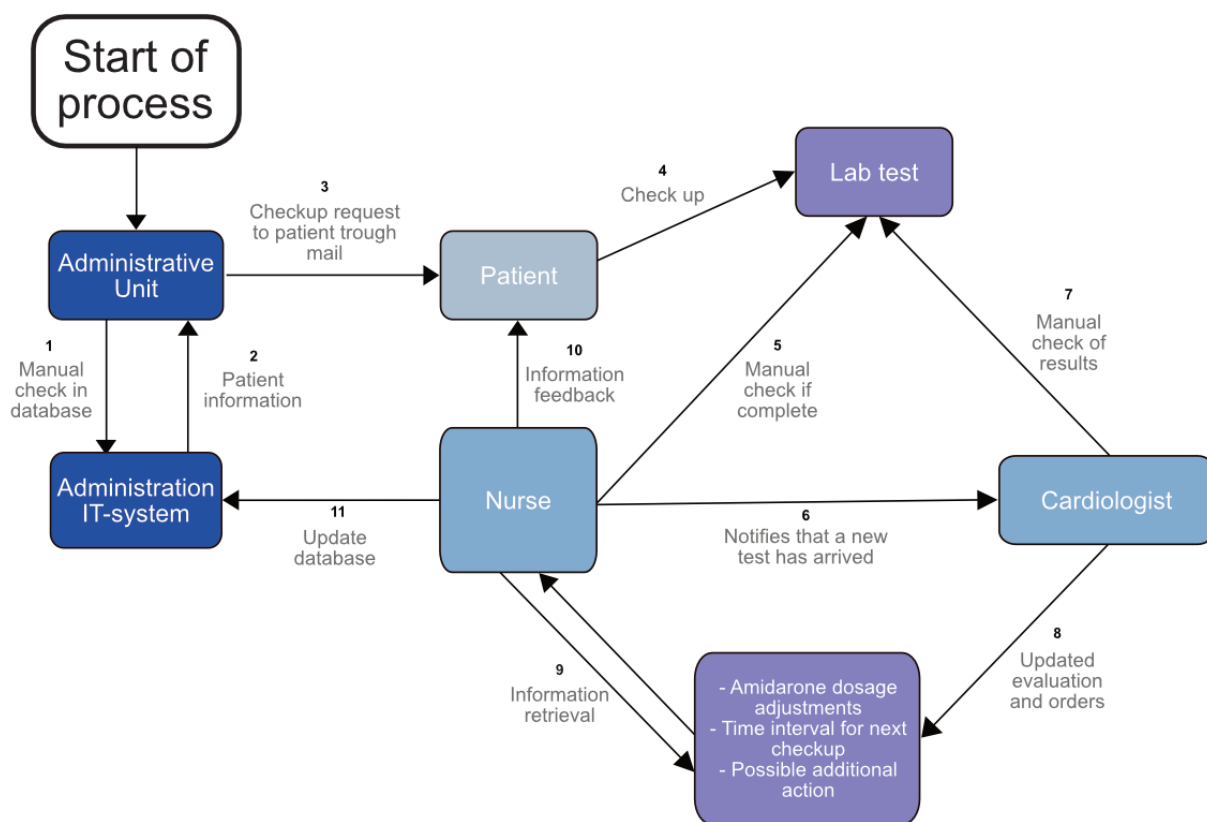 Start of
process
3
Checkup request
to patient trough
mail
4
Check up
Lab test
Administrative
Unit
Patient
1
Manual
check in
database
2
Patient
information
10
Information
feedback
5
Manual
check if
complete
7
Manual
check of
results
Administration
IT-system
11
Update
database
Nurse
6
Notifies that a new
test has arrived
Cardiologist
9
Information
retrieval
- Amidarone dosage
adjustments
- Time interval for next
checkup
- Possible additional
action
8
Updated
evaluation
and orders